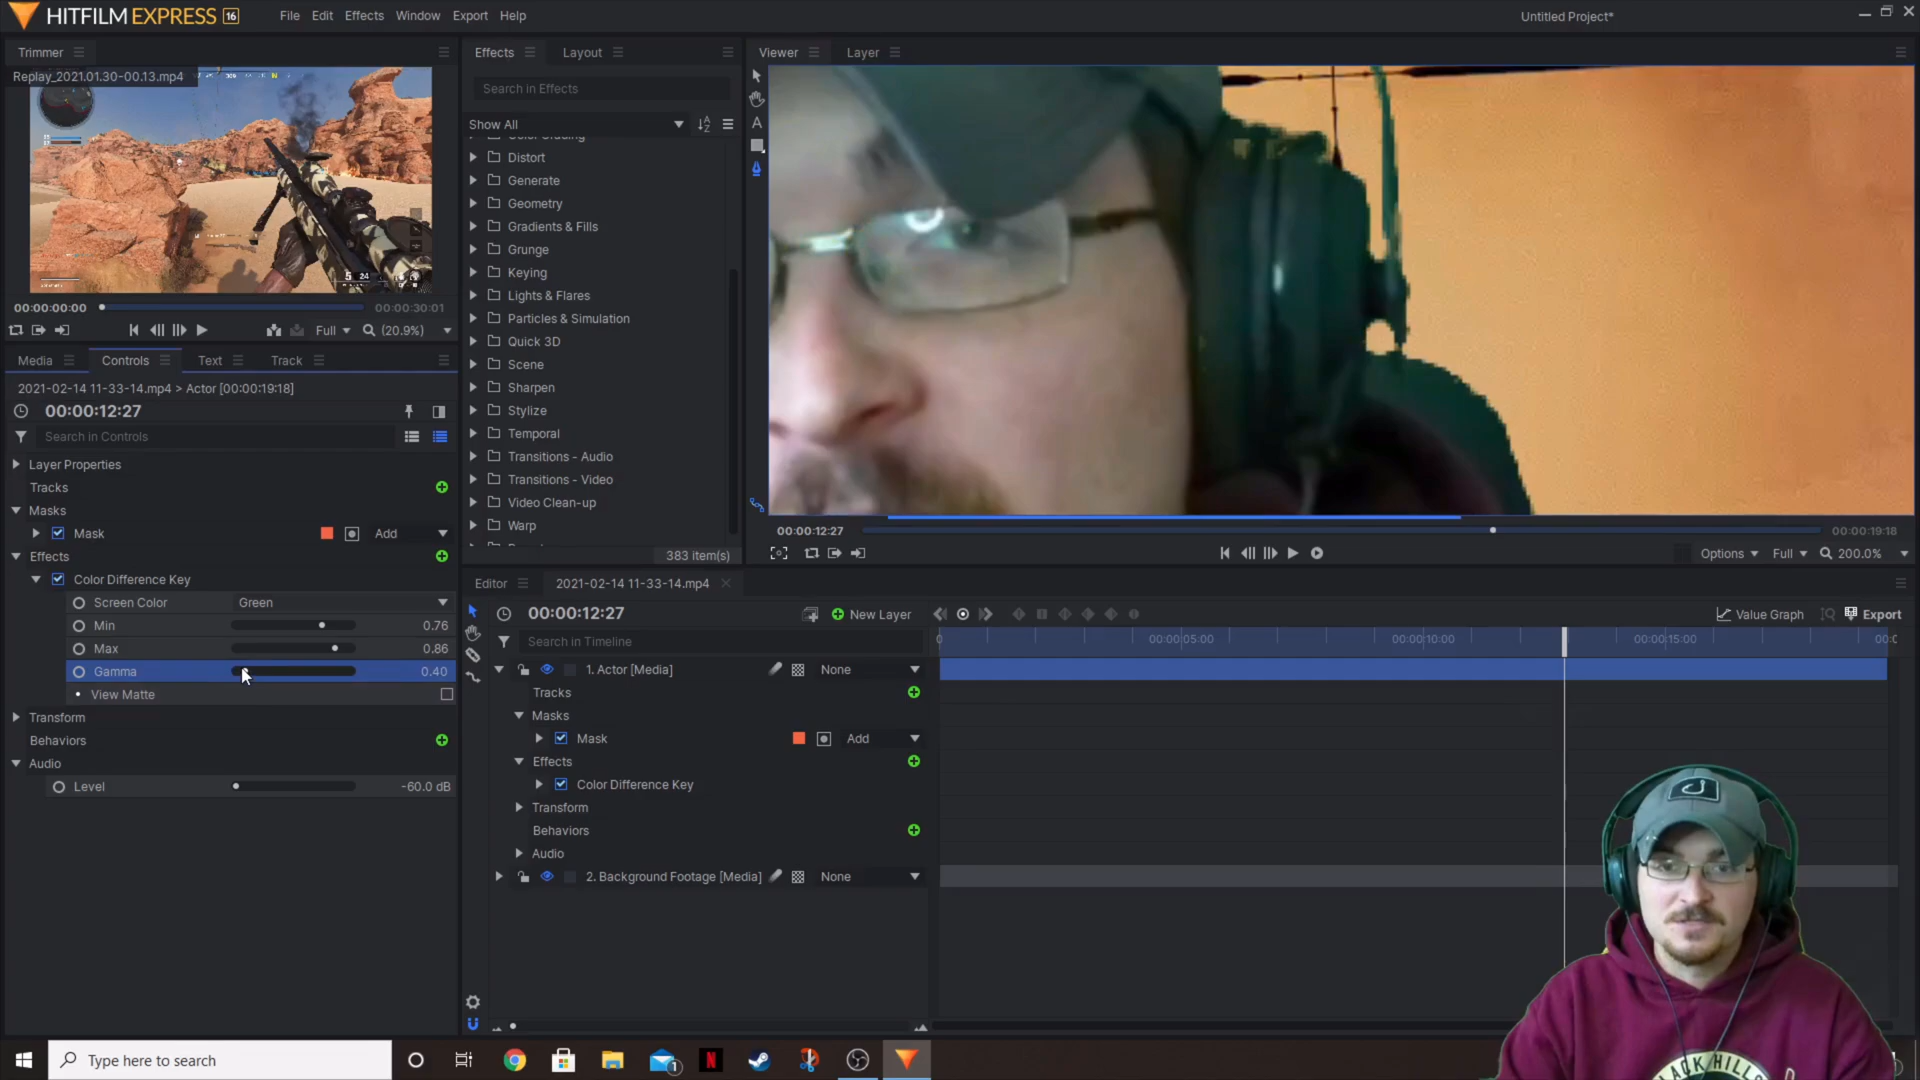 HITFILM EXPRESS 16
File Edit Effects Window Export Help
Untitled Project*
Trimmer
Replay_2021.01.30-00.13.mp4
5 24
00:00:00:00
00:00:30:01
Full
(20.9%)
Media Controls Text Track
2021-02-14 11-33-14.mp4 > Actor [00:00:19:18]
00:00:12:27
Search in Controls
Layer Properties
Tracks
Masks
Mask
Add
Effects
Color Difference Key
Screen Color Green
Min 0.76
Max 0.86
Gamma 0.40
View Matte
Transform
Behaviors
Audio
Level -60.0 dB
Effects Layout
Search in Effects
Show All
Distort
Generate
Geometry
Gradients & Fills
Grunge
Keying
Lights & Flares
Particles & Simulation
Quick 3D
Scene
Sharpen
Stylize
Temporal
Transitions - Audio
Transitions - Video
Video Clean-up
Warp
383 item(s)
Viewer Layer
A
00:00:12:27
00:00:19:18
Options Full 200.0%
Editor 2021-02-14 11-33-14.mp4
00:00:12:27
New Layer
Value Graph
Export
Search in Timeline
0 00:00:05:00 00:00:10:00 00:00:15:00
1. Actor [Media] None
Tracks
Masks
Mask Add
Effects
Color Difference Key
Transform
Behaviors
Audio
2. Background Footage [Media] None
Type here to search
1